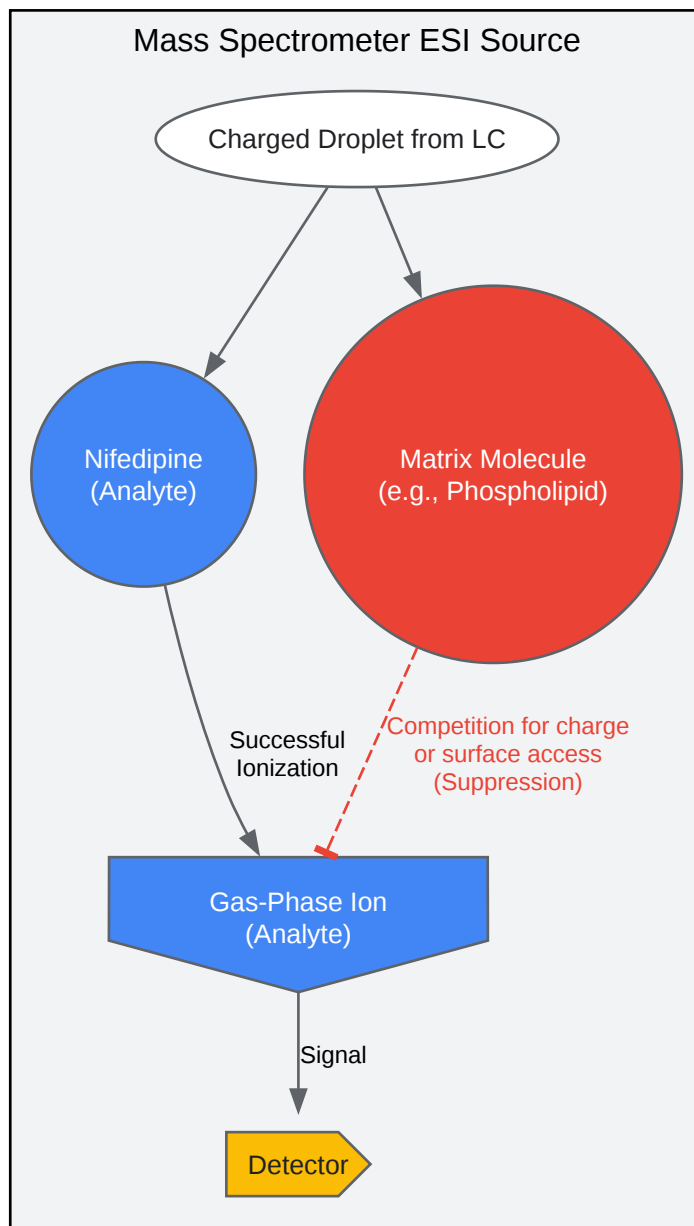 Mass Spectrometer ESI Source
Charged Droplet from LC
Nifedipine
(Analyte)
Matrix Molecule
(e.g., Phospholipid)
Successful
Ionization
Competition for charge
or surface access
(Suppression)
Gas-Phase Ion
(Analyte)
Signal
Detector